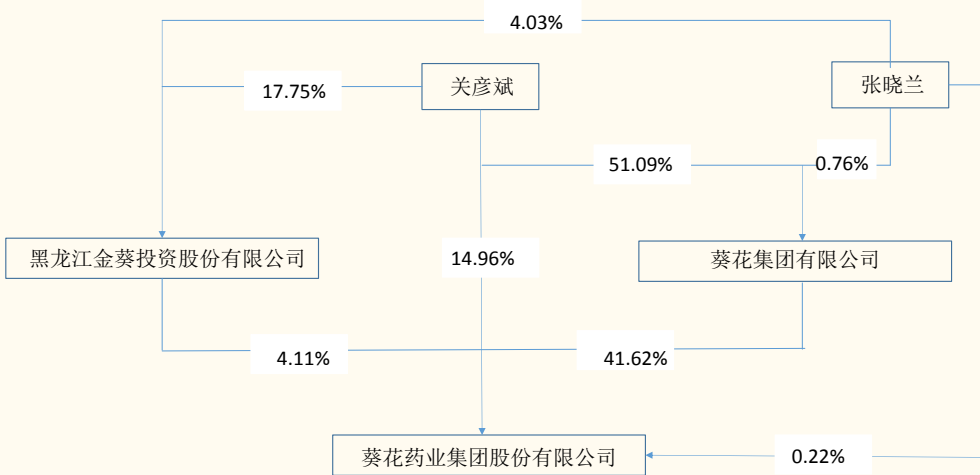 4.03%
17.75%
关彦斌
张晓兰
51.09%
0.76%
黑龙江金葵投资股份有限公司
14.96%
葵花集团有限公司
4.11%
41.62%
葵花药业集团股份有限公司
0.22%